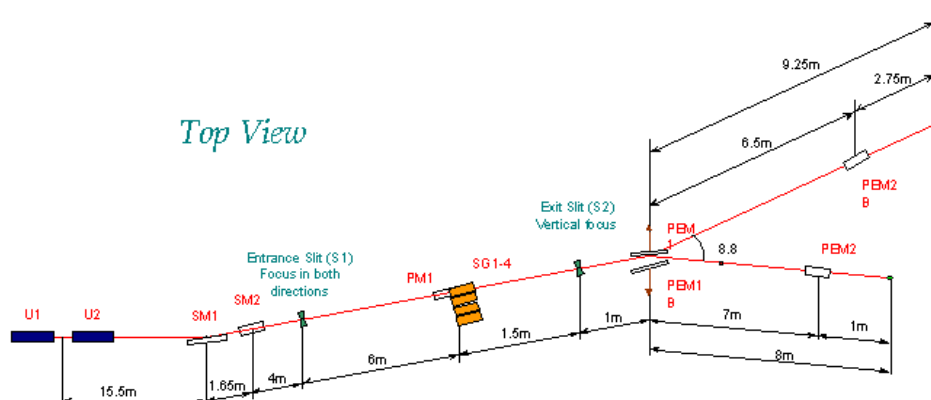 9.25m
2.75m
Top View
6.5m
PEM2
B
Exit Slit (S2)
Vertical focus
PEM
1
8.8
PEM2
Entrance Slit (S1)
Focus in both
directions
PM1
SG1-4
PEM1
B
U1
U2
SM1
SM2
1m
7m
1m
1.5m
8m
6m
4m
1.65m
15.5m